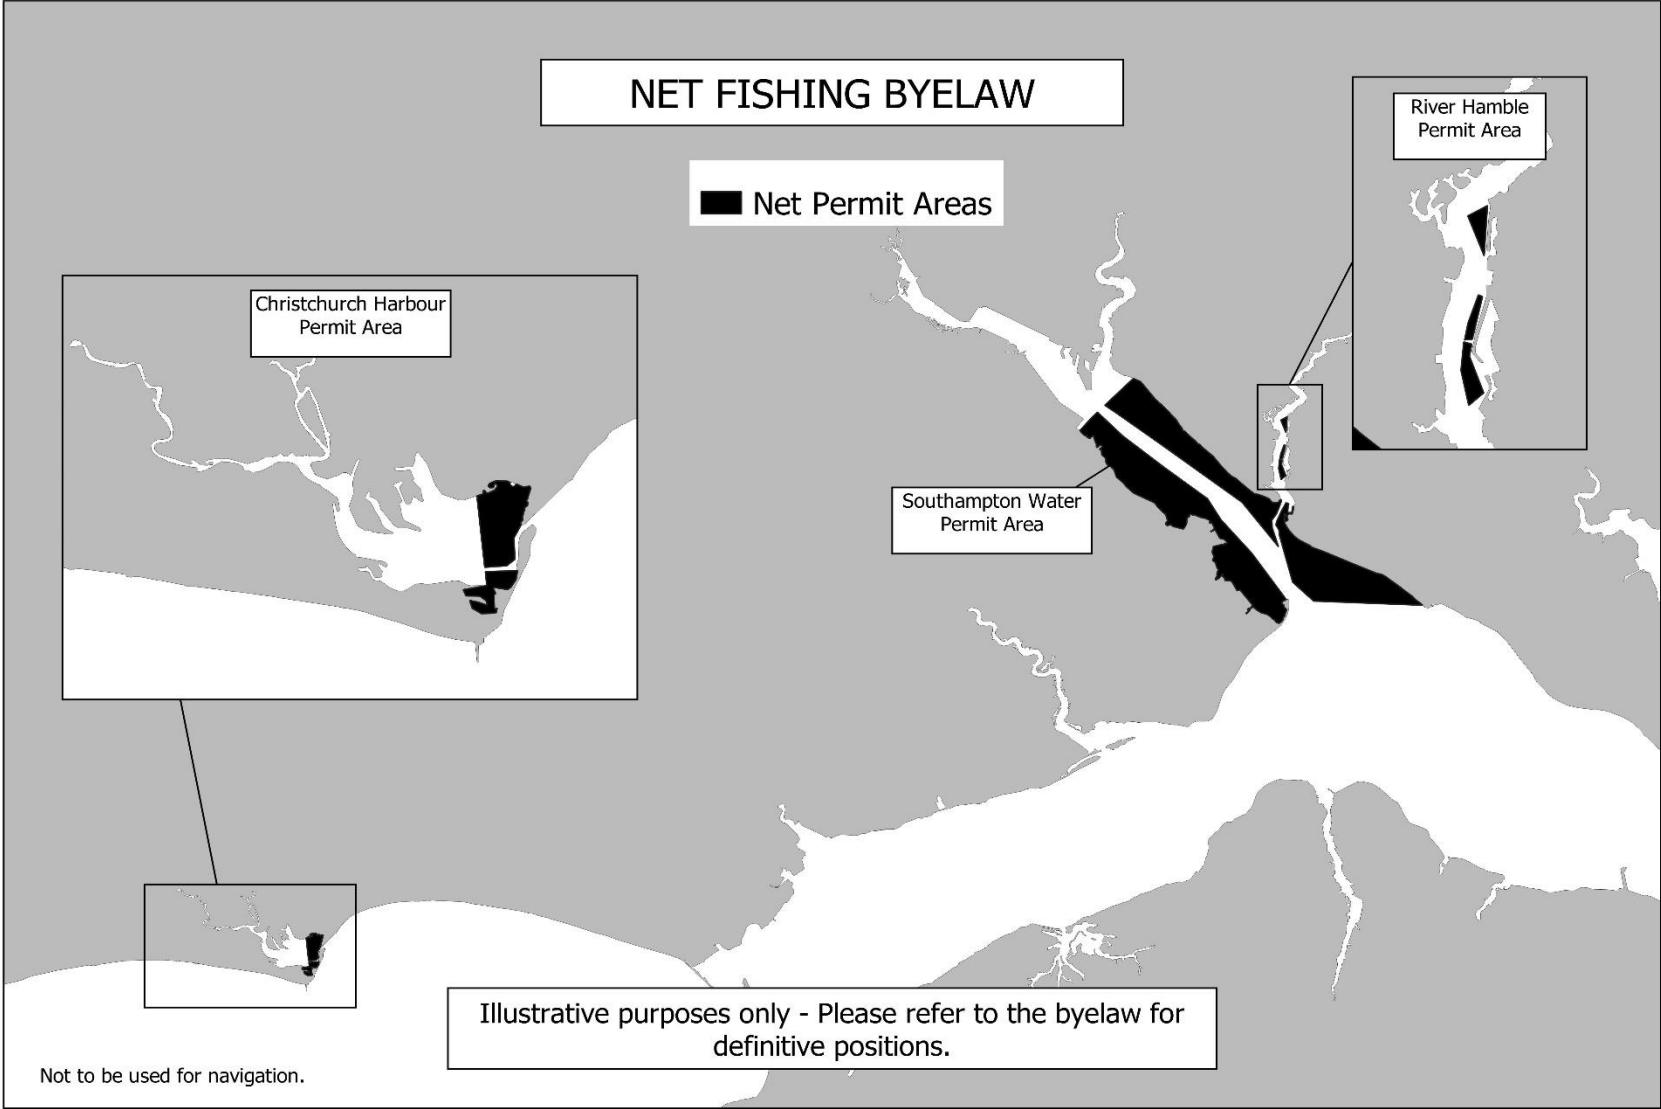 NET FISHING BYELAW
Net Permit Areas
River Hamble
Permit Area
Christchurch Harbour
Permit Area
Southampton Water
Permit Area
Illustrative purposes only - Please refer to the byelaw for
definitive positions.
Not to be used for navigation.